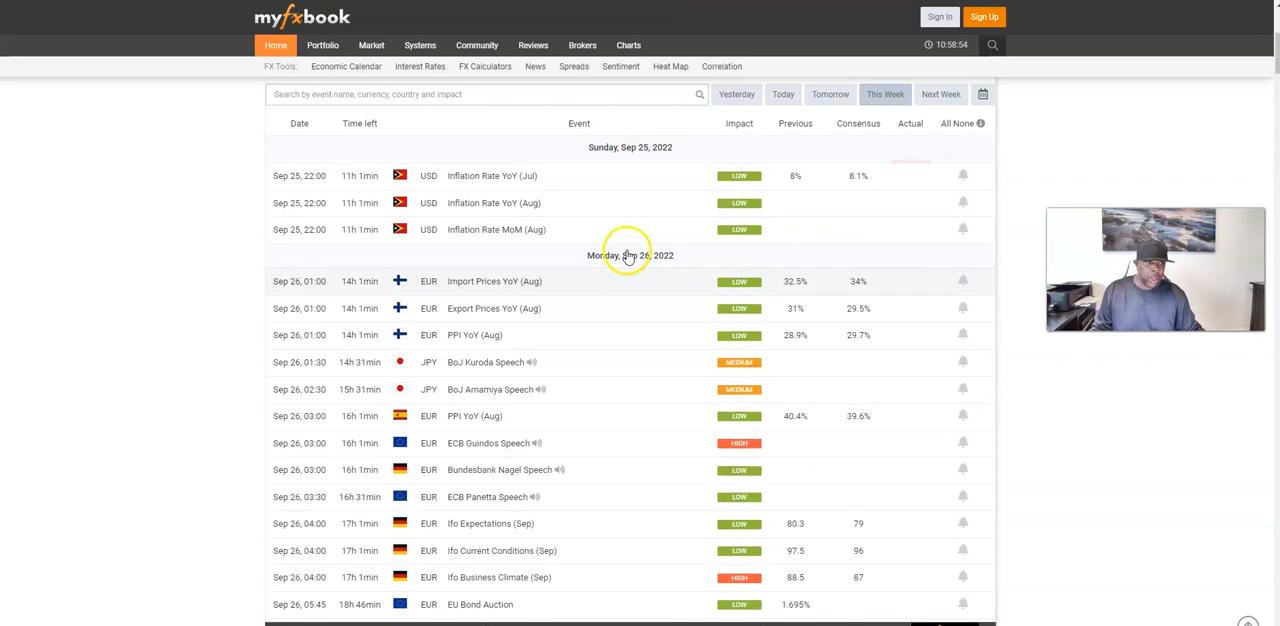 myfxbook
Sign In Sign Up
Home Portfolio Market Systems Community Reviews Brokers Charts 10:58:54
FX Tools: Economic Calendar Interest Rates FX Calculators News Spreads Sentiment Heat Map Correlation
Search by event name, currency, country and impact Yesterday Today Tomorrow This Week Next Week
Date Time left Event Impact Previous Consensus Actual All None
Sunday, Sep 25, 2022
Sep 25, 22:00 11h 1min USD Inflation Rate YoY (Jul) LOW 8% 8.1%
Sep 25, 22:00 11h 1min USD Inflation Rate YoY (Aug) LOW
Sep 25, 22:00 11h 1min USD Inflation Rate MoM (Aug) LOW
Monday, Sep 26, 2022
Sep 26, 01:00 14h 1min EUR Import Prices YoY (Aug) LOW 32.5% 34%
Sep 26, 01:00 14h 1min EUR Export Prices YoY (Aug) LOW 31% 29.5%
Sep 26, 01:00 14h 1min EUR PPI YoY (Aug) LOW 28.9% 29.7%
Sep 26, 01:30 14h 31min JPY BoJ Kuroda Speech MEDIUM
Sep 26, 02:30 15h 31min JPY BoJ Amamiya Speech MEDIUM
Sep 26, 03:00 16h 1min EUR PPI YoY (Aug) LOW 40.4% 39.6%
Sep 26, 03:00 16h 1min EUR ECB Guindos Speech HIGH
Sep 26, 03:00 16h 1min EUR Bundesbank Nagel Speech LOW
Sep 26, 03:30 16h 31min EUR ECB Panetta Speech LOW
Sep 26, 04:00 17h 1min EUR Ifo Expectations (Sep) LOW 80.3 79
Sep 26, 04:00 17h 1min EUR Ifo Current Conditions (Sep) LOW 97.5 96
Sep 26, 04:00 17h 1min EUR Ifo Business Climate (Sep) HIGH 88.5 87
Sep 26, 05:45 18h 46min EUR EU Bond Auction LOW 1.695%